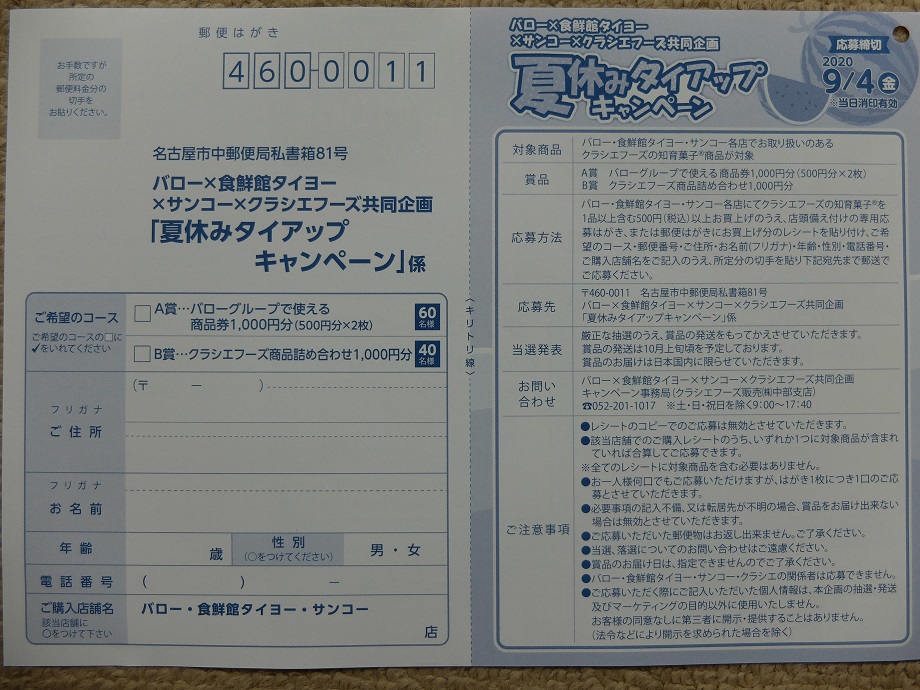 郵便はがき
460-0011
お手数ですが
所定の
郵便料金分の
切手を
お貼りください。
名古屋市中郵便局私書箱81号
バロー×食鮮館タイヨー
×サンコー×クラシエフーズ共同企画
「夏休みタイアップ
キャンペーン」係
ご希望のコース
ご希望のコースの□に
✓をいれてください
□A賞…バローグループで使える
商品券1,000円分(500円分×2枚)
60
名様
□B賞…クラシエフーズ商品詰め合わせ1,000円分
40
名様
(〒 － )
フリガナ
ご住所
フリガナ
お名前
年齢
歳
性別
(○をつけてください)
男・女
電話番号
( ) －
ご購入店舗名
該当店舗に
○をつけて下さい
バロー・食鮮館タイヨー・サンコー
店
〈キリトリ線〉
バロー×食鮮館タイヨー
×サンコー×クラシエフーズ共同企画
夏休みタイアップ
キャンペーン
応募締切
2020
9/4金
※当日消印有効
対象商品
バロー・食鮮館タイヨー・サンコー各店でお取り扱いのある
クラシエフーズの知育菓子®商品が対象
賞品
A賞 バローグループで使える商品券1,000円分(500円分×2枚)
B賞 クラシエフーズ商品詰め合わせ1,000円分
応募方法
バロー・食鮮館タイヨー・サンコー各店にてクラシエフーズの知育菓子®を
1品以上含む500円(税込)以上お買上げのうえ、店頭備え付けの専用応
募はがき、または郵便はがきにお買上げ分のレシートを貼り付け、ご希
望のコース・郵便番号・ご住所・お名前(フリガナ)・年齢・性別・電話番号・
ご購入店舗名をご記入のうえ、所定分の切手を貼り下記宛先まで郵送で
ご応募ください。
応募先
〒460-0011 名古屋市中郵便局私書箱81号
バロー×食鮮館タイヨー×サンコー×クラシエフーズ共同企画
「夏休みタイアップキャンペーン」係
当選発表
厳正な抽選のうえ、賞品の発送をもってかえさせていただきます。
賞品の発送は10月上旬頃を予定しております。
賞品のお届けは日本国内に限らせていただきます。
お問い
合わせ
バロー×食鮮館タイヨー×サンコー×クラシエフーズ共同企画
キャンペーン事務局(クラシエフーズ販売㈱中部支店)
☎052-201-1017 ※土・日・祝日を除く9:00～17:40
ご注意事項
●レシートのコピーでのご応募は無効とさせていただきます。
●該当店舗でのご購入レシートのうち、いずれか1つに対象商品が含まれ
ていれば合算してご応募できます。
※全てのレシートに対象商品を含む必要はありません。
●お一人様何口でもご応募いただけますが、はがき1枚につき1口のご応
募とさせていただきます。
●必要事項の記入不備、又は転居先が不明の場合、賞品をお届け出来ない
場合は無効とさせていただきます。
●ご応募いただいた郵便物はお返し出来ません。ご了承ください。
●当選、落選についてのお問い合わせはご遠慮ください。
●賞品のお届け日は、指定できませんのでご了承ください。
●バロー・食鮮館タイヨー・サンコー・クラシエの関係者は応募できません。
●ご応募いただく際にご記入いただいた個人情報は、本企画の抽選・発送
及びマーケティングの目的以外に使用いたしません。
お客様の同意なしに第三者に開示・提供することはありません。
(法令などにより開示を求められた場合を除く)